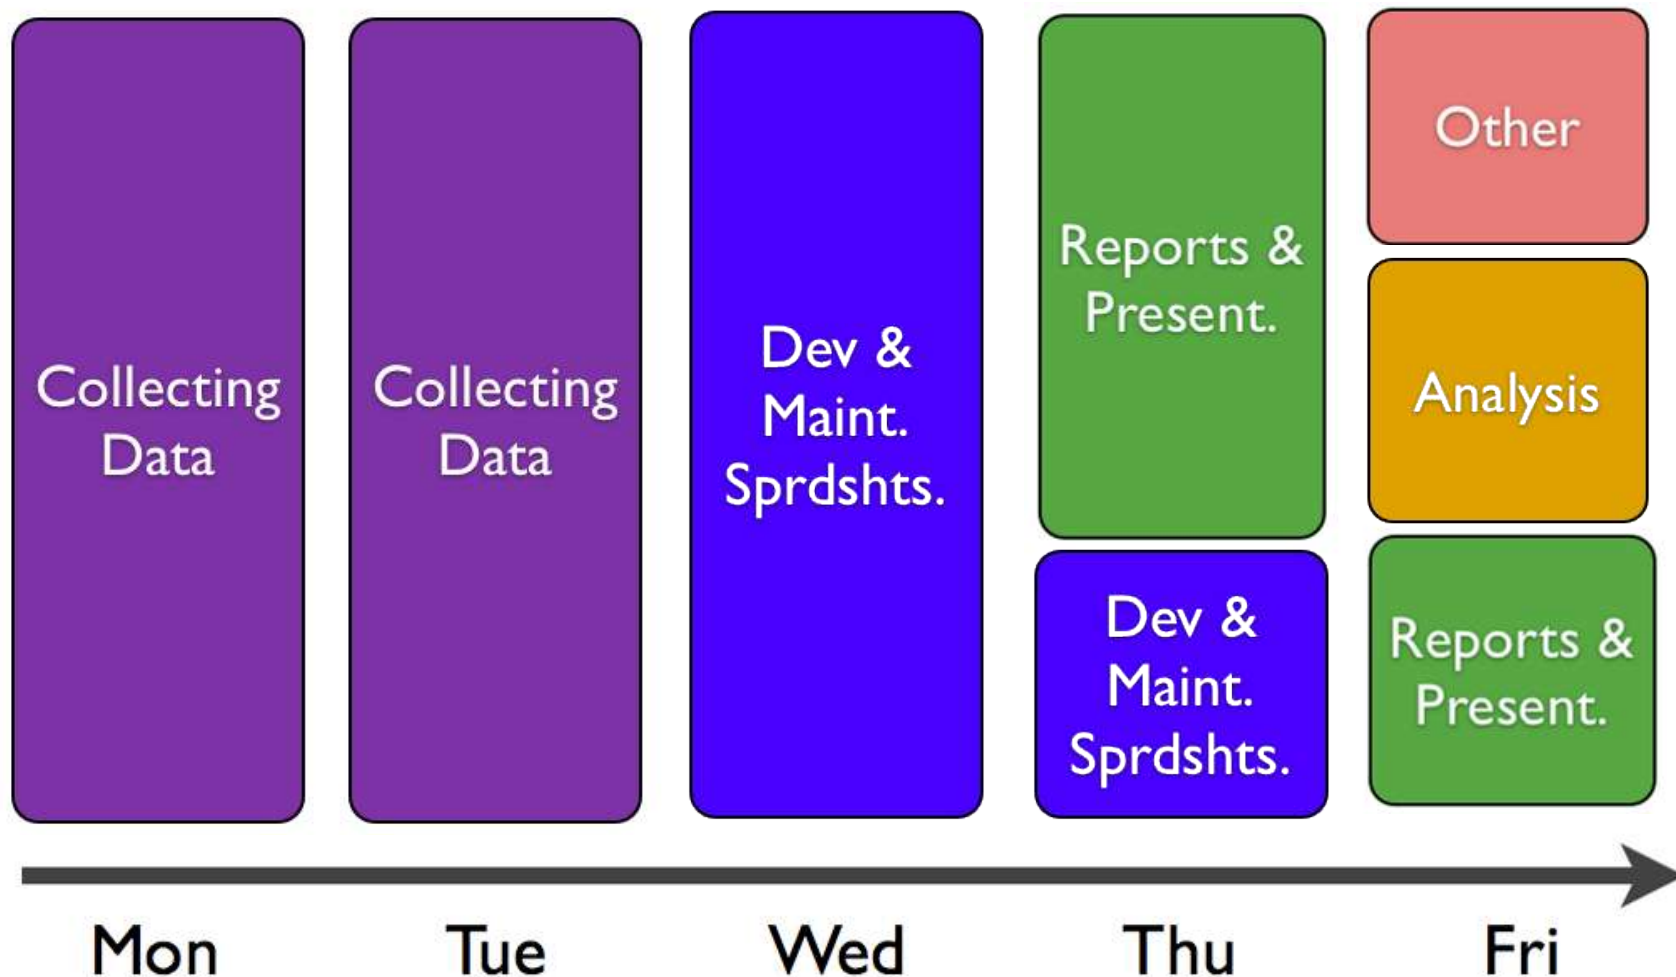 Collecting
Data
Collecting
Data
Dev &
Maint.
Sprdshts.
Reports &
Present.
Dev &
Maint.
Sprdshts.
Other
Analysis
Reports &
Present.
Mon
Tue
Wed
Thu
Fri